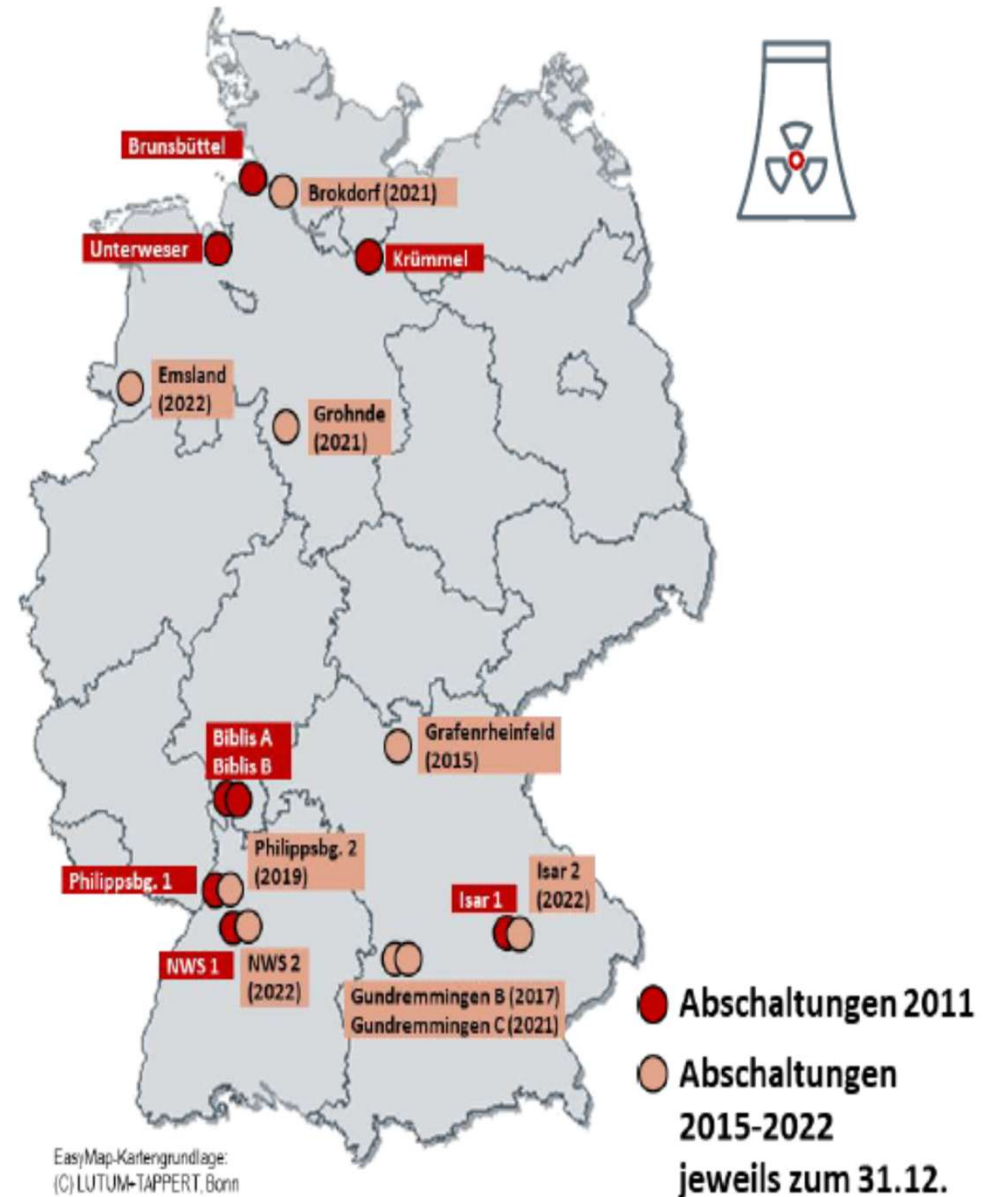 Brunsbüttel
Brokdorf (2021)
Unterweser
Krümmel
Emsland
(2022)
Grohnde
(2021)
Grafenrheinfeld
(2015)
Biblis A
Biblis B
Philippsbg. 2
(2019)
Philippsbg. 1
Isar 2
(2022)
Isar 1
NWS 1
NWS 2
(2022)
Gundremmingen B (2017)
Gundremmingen C (2021)
Abschaltungen 2011
Abschaltungen
2015-2022
jeweils zum 31.12.
EasyMap-Kartengrundlage:
(C) LUTUM+TAPPERT, Bonn